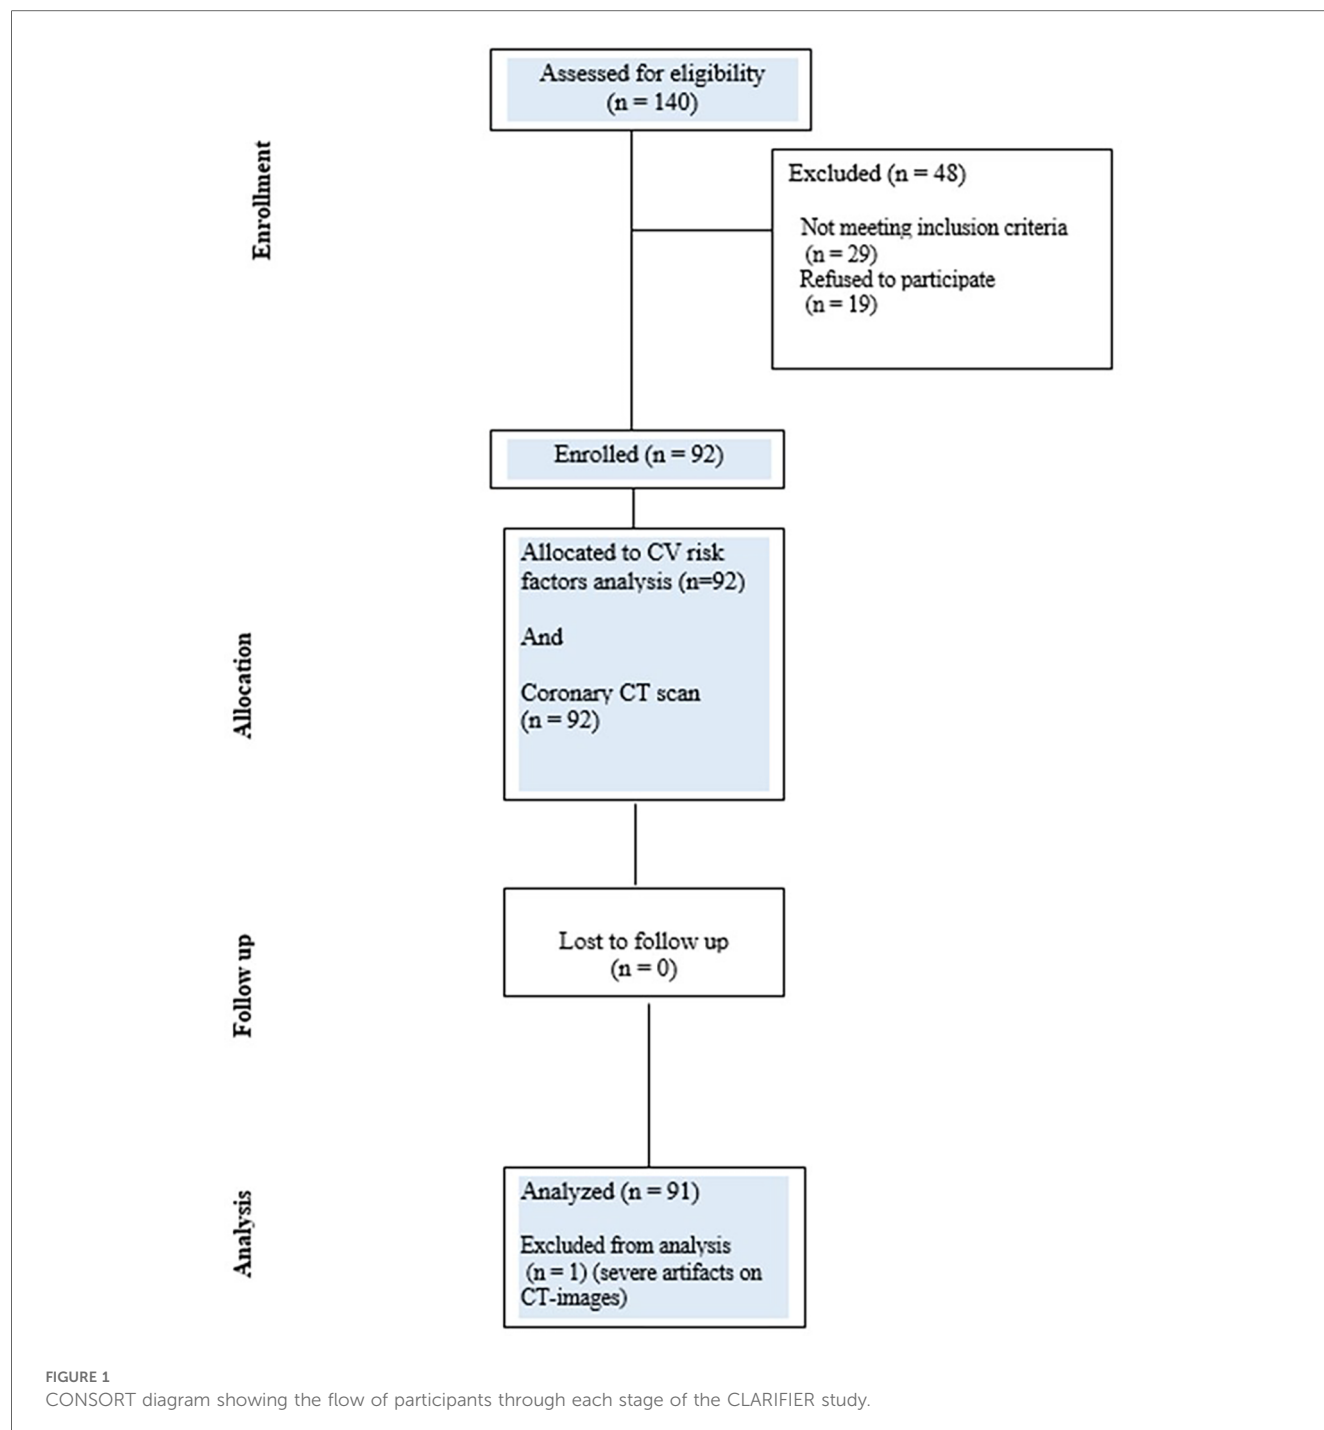 Assessed for eligibility
(n = 140)
Enrollment
Excluded (n = 48)
Not meeting inclusion criteria
(n = 29)
Refused to participate
(n = 19)
Enrolled (n = 92)
Allocated to CV risk
factors analysis (n=92)
And
Coronary CT scan
(n = 92)
Allocation
Lost to follow up
(n = 0)
Follow up
Analyzed (n = 91)
Excluded from analysis
(n = 1) (severe artifacts on
CT-images)
Analysis
FIGURE 1
CONSORT diagram showing the flow of participants through each stage of the CLARIFIER study.